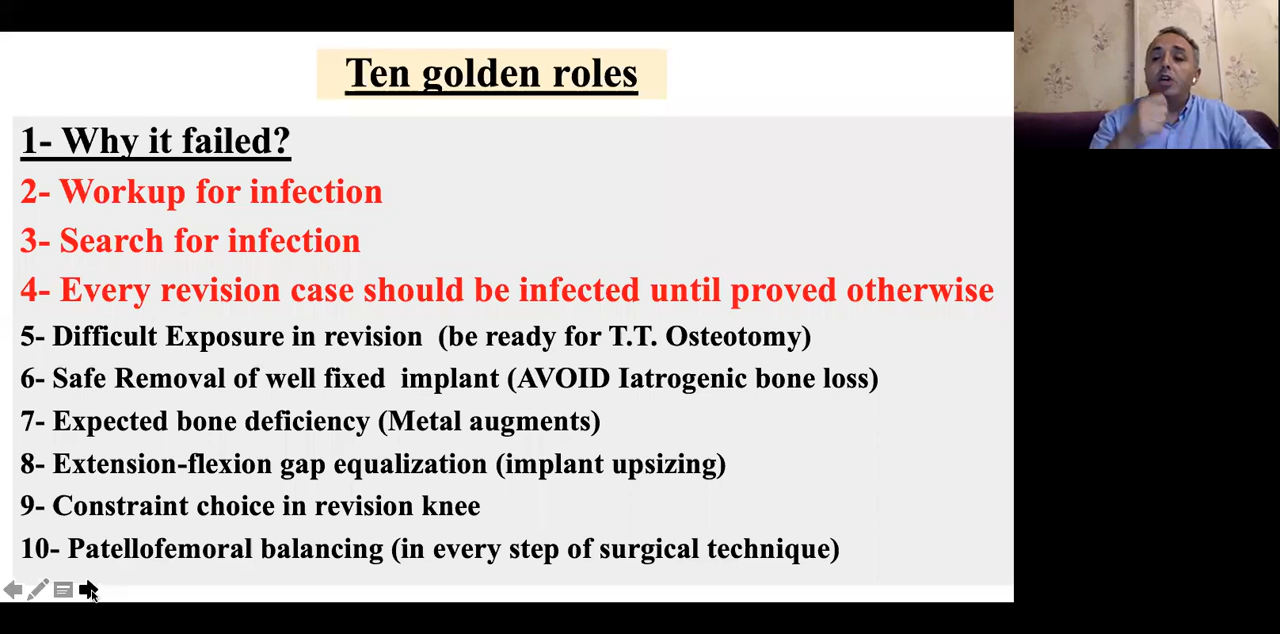 Ten golden roles
1- Why it failed?
2- Workup for infection
3- Search for infection
4- Every revision case should be infected until proved otherwise
5- Difficult Exposure in revision (be ready for T.T. Osteotomy)
6- Safe Removal of well fixed implant (AVOID Iatrogenic bone loss)
7- Expected bone deficiency (Metal augments)
8- Extension-flexion gap equalization (implant upsizing)
9- Constraint choice in revision knee
10- Patellofemoral balancing (in every step of surgical technique)